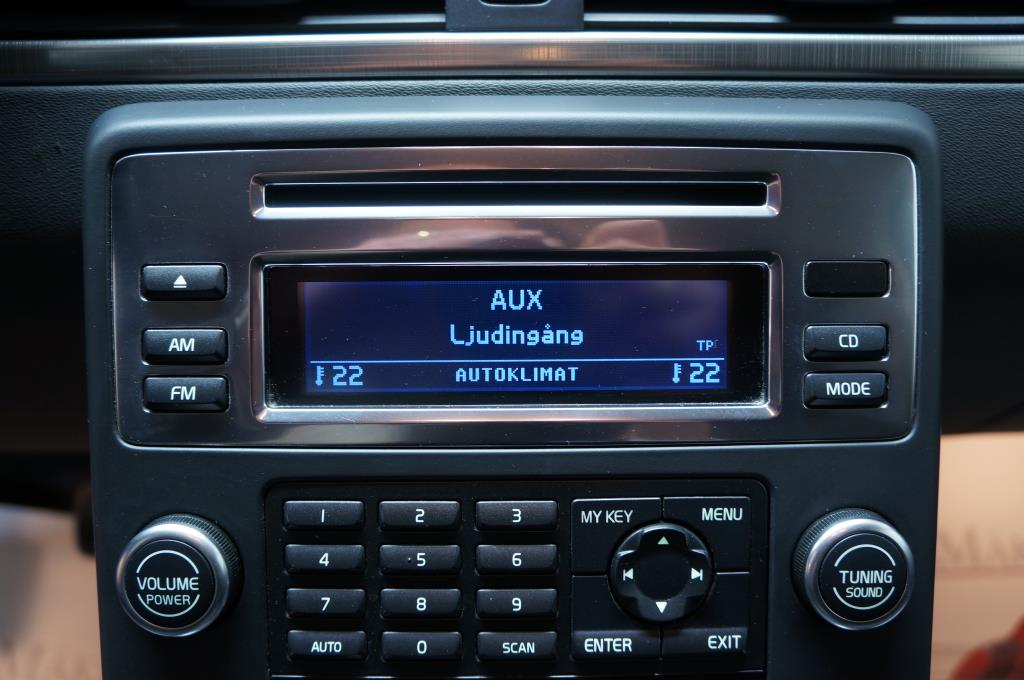 AUX
Ljudingång
TP
22 AUTOKLIMAT 22
AM
FM
CD
MODE
1 2 3
4 5 6
7 8 9
AUTO 0 SCAN
MY KEY MENU
ENTER EXIT
VOLUME
POWER
TUNING
SOUND